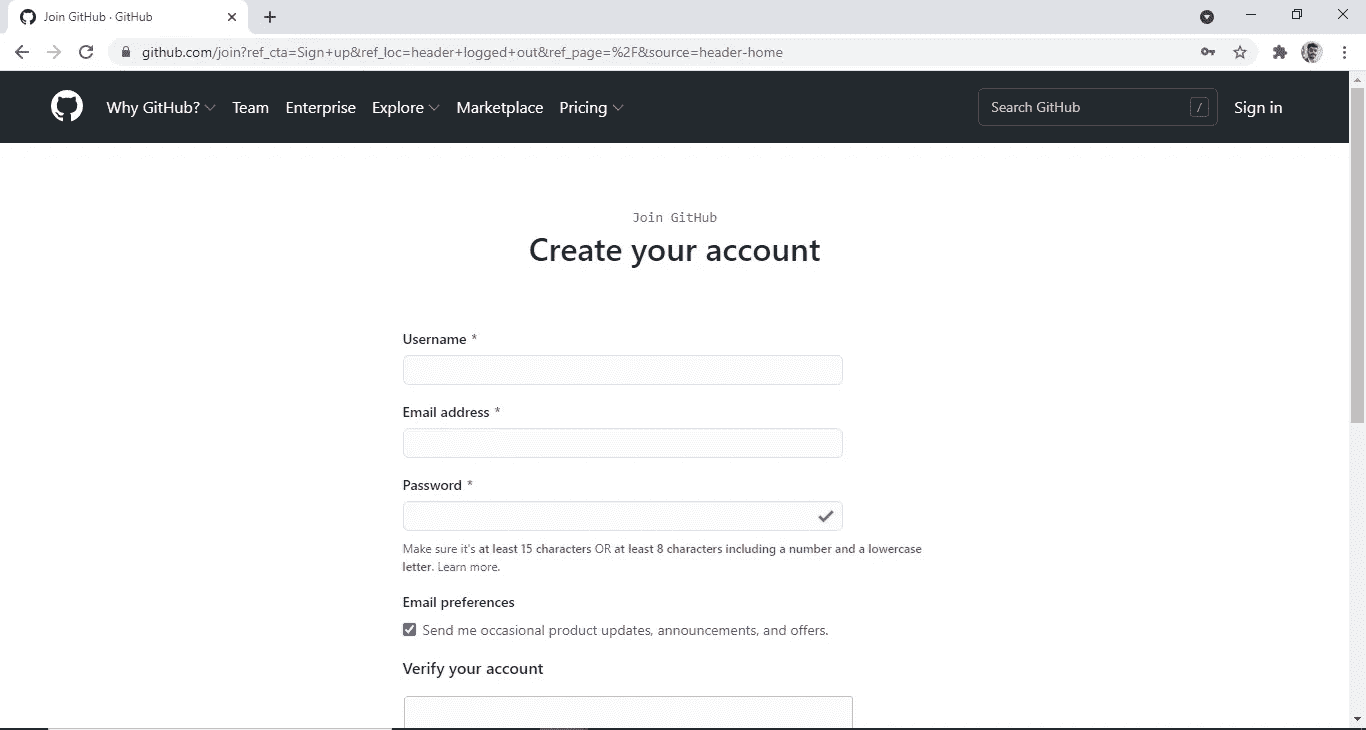 Join GitHub · GitHub
github.com/join?ref_cta=Sign+up&ref_loc=header+logged+out&ref_page=%2F&source=header-home
Why GitHub? Team Enterprise Explore Marketplace Pricing Search GitHub / Sign in
Join GitHub
Create your account
Username *
Email address *
Password *
Make sure it's at least 15 characters OR at least 8 characters including a number and a lowercase
letter. Learn more.
Email preferences
Send me occasional product updates, announcements, and offers.
Verify your account